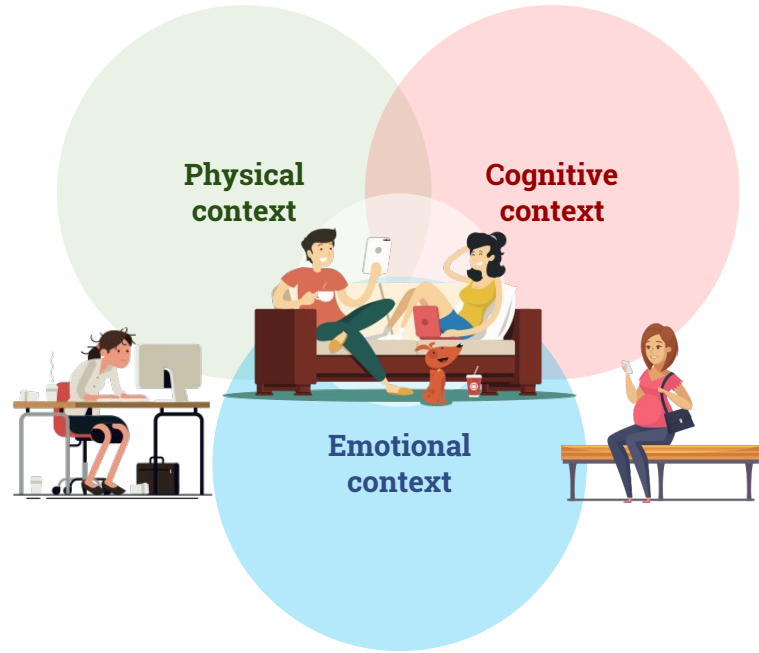 Physical
context
Cognitive
context
Emotional
context